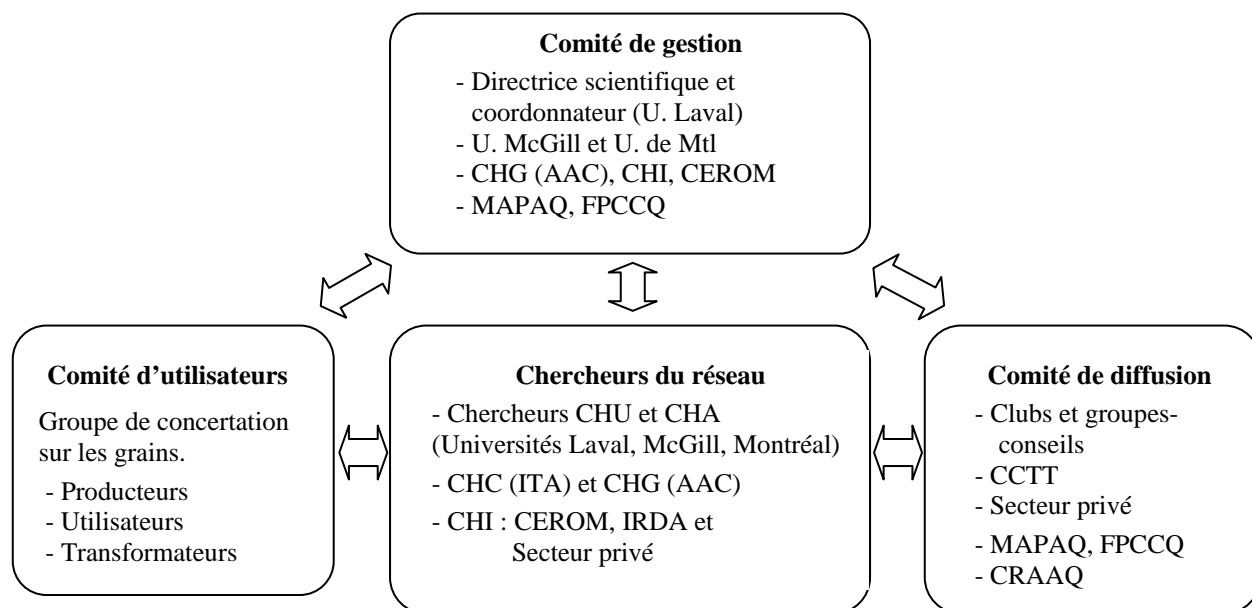 Comité de gestion
- Directrice scientifique et
coordonnateur (U. Laval)
- U. McGill et U. de Mtl
- CHG (AAC), CHI, CEROM
- MAPAQ, FPCCQ
Comité d’utilisateurs
Groupe de concertation
sur les grains.
- Producteurs
- Utilisateurs
- Transformateurs
Chercheurs du réseau
- Chercheurs CHU et CHA
(Universités Laval, McGill, Montréal)
- CHC (ITA) et CHG (AAC)
- CHI : CEROM, IRDA et
Secteur privé
Comité de diffusion
- Clubs et groupes-
conseils
- CCTT
- Secteur privé
- MAPAQ, FPCCQ
- CRAAQ